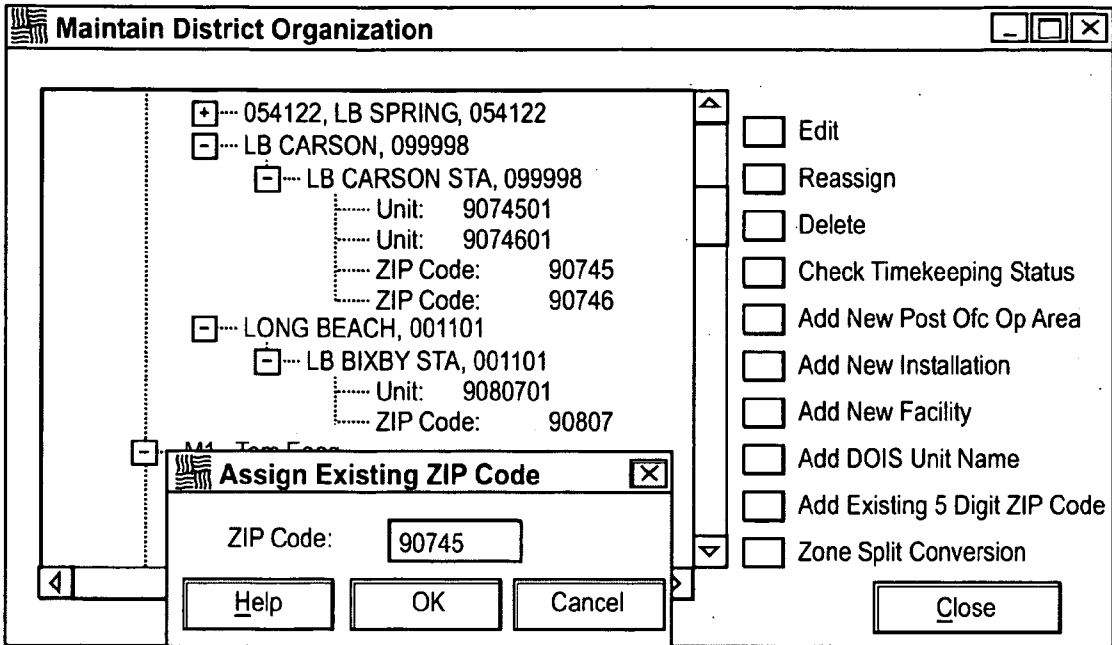 Maintain District Organization
054122, LB SPRING, 054122
LB CARSON, 099998
LB CARSON STA, 099998
Unit: 9074501
Unit: 9074601
ZIP Code: 90745
ZIP Code: 90746
LONG BEACH, 001101
LB BIXBY STA, 001101
Unit: 9080701
ZIP Code: 90807
Edit
Reassign
Delete
Check Timekeeping Status
Add New Post Ofc Op Area
Add New Installation
Add New Facility
Add DOIS Unit Name
Add Existing 5 Digit ZIP Code
Zone Split Conversion
Close
Assign Existing ZIP Code
ZIP Code: 90745
Help OK Cancel